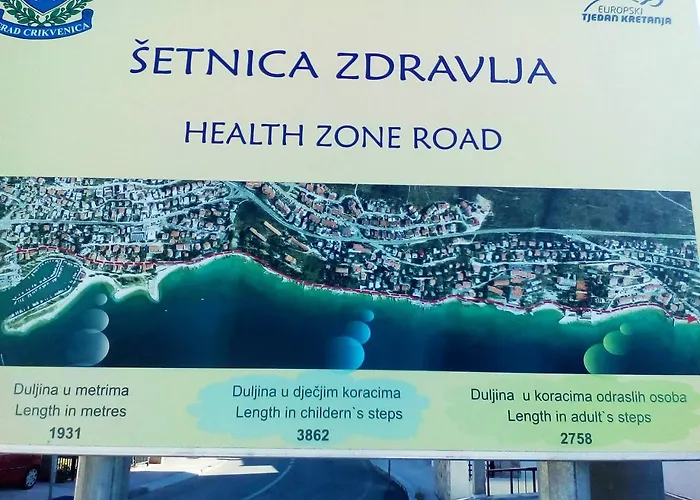 GRAD CRIKVENICA
EUROPSKI
TJEDAN KRETANJA
ŠETNICA ZDRAVLJA
HEALTH ZONE ROAD
Duljina u metrima
Length in metres
1931
Duljina u dječjim koracima
Length in childern`s steps
3862
Duljina u koracima odraslih osoba
Length in adult`s steps
2758